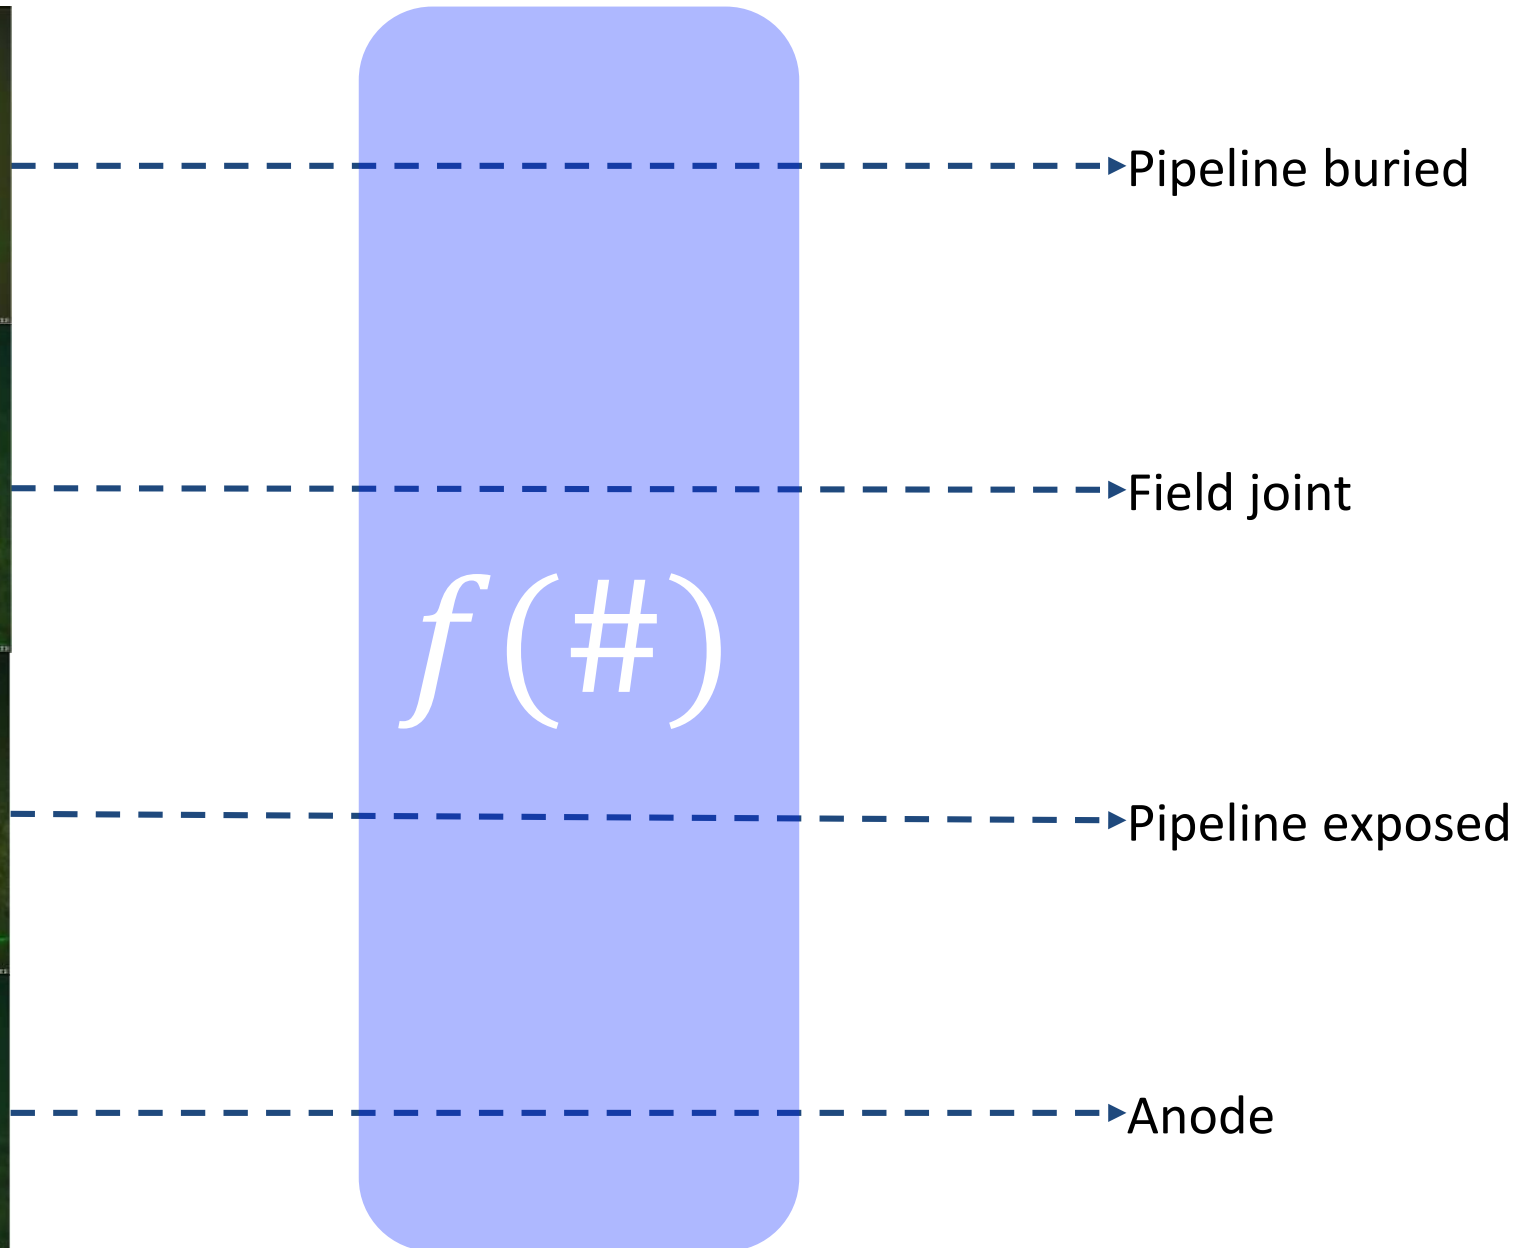 Pipeline buried
Field joint
f(#)
Pipeline exposed
Anode